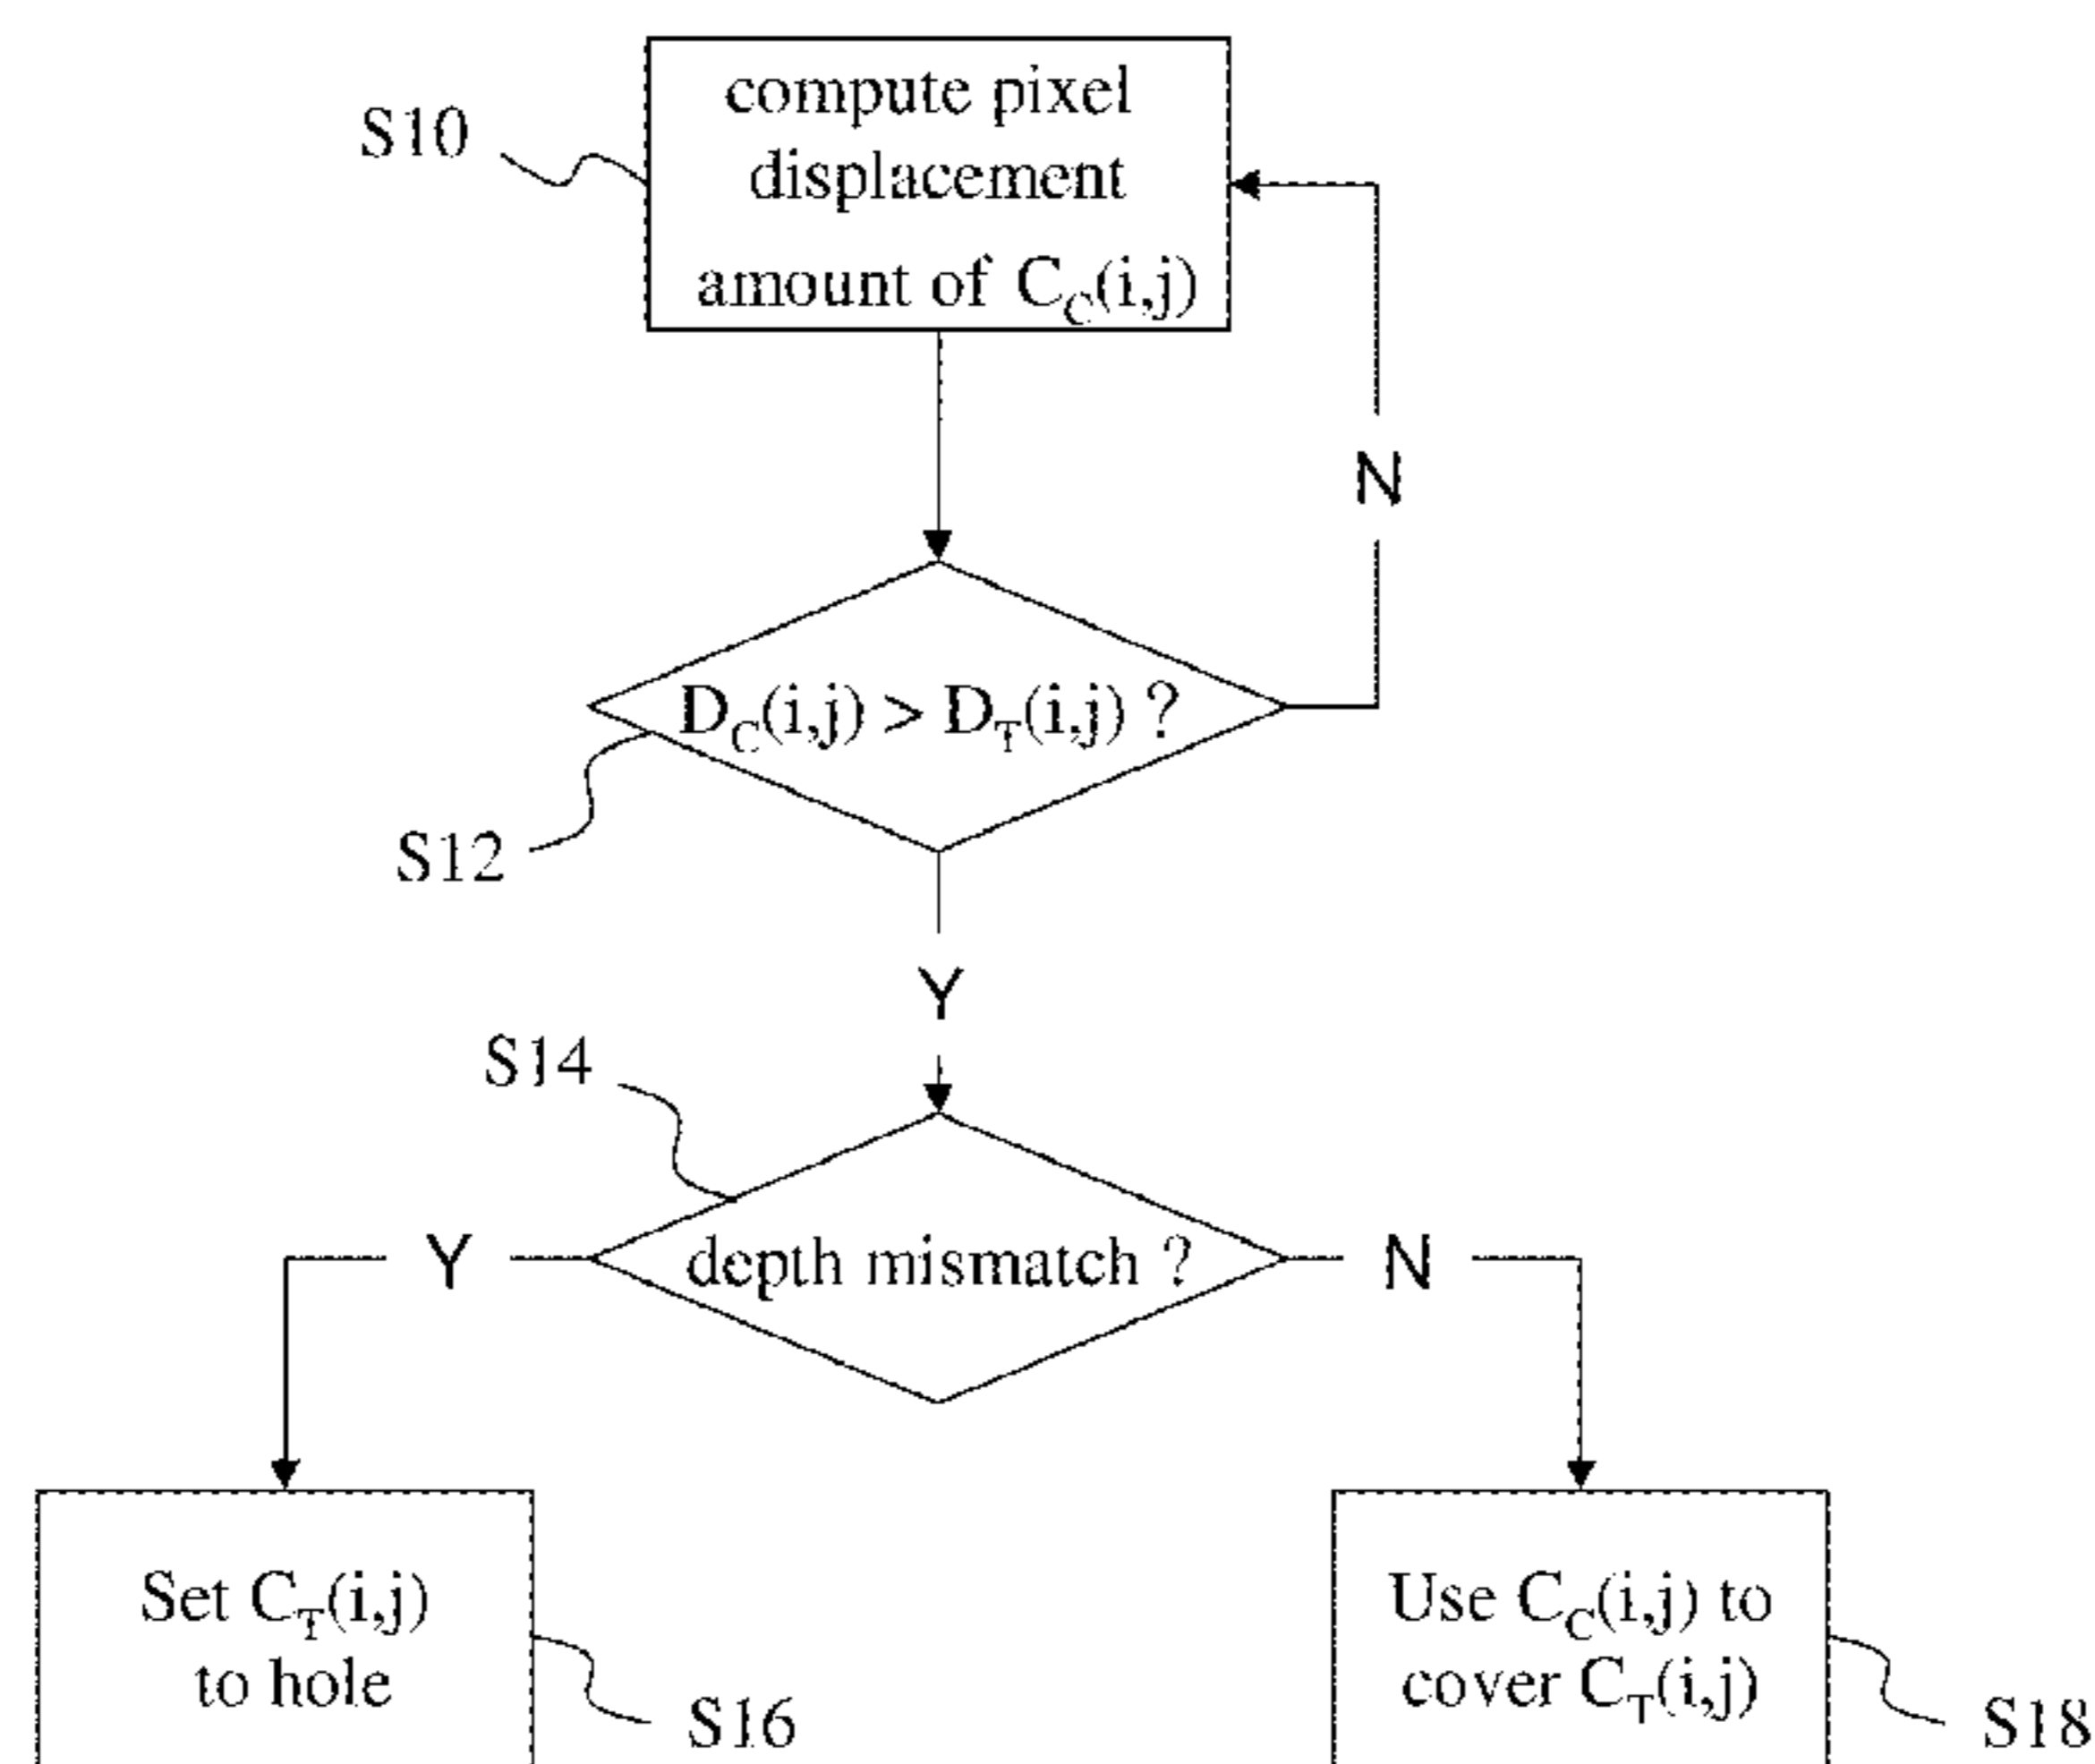 compute pixel
displacement
amount of C_C(i,j)
S10
N
D_C(i,j) > D_T(i,j) ?
S12
Y
S14
depth mismatch ?
Y
N
Set C_T(i,j)
to hole
S16
Use C_C(i,j) to
cover C_T(i,j)
S18